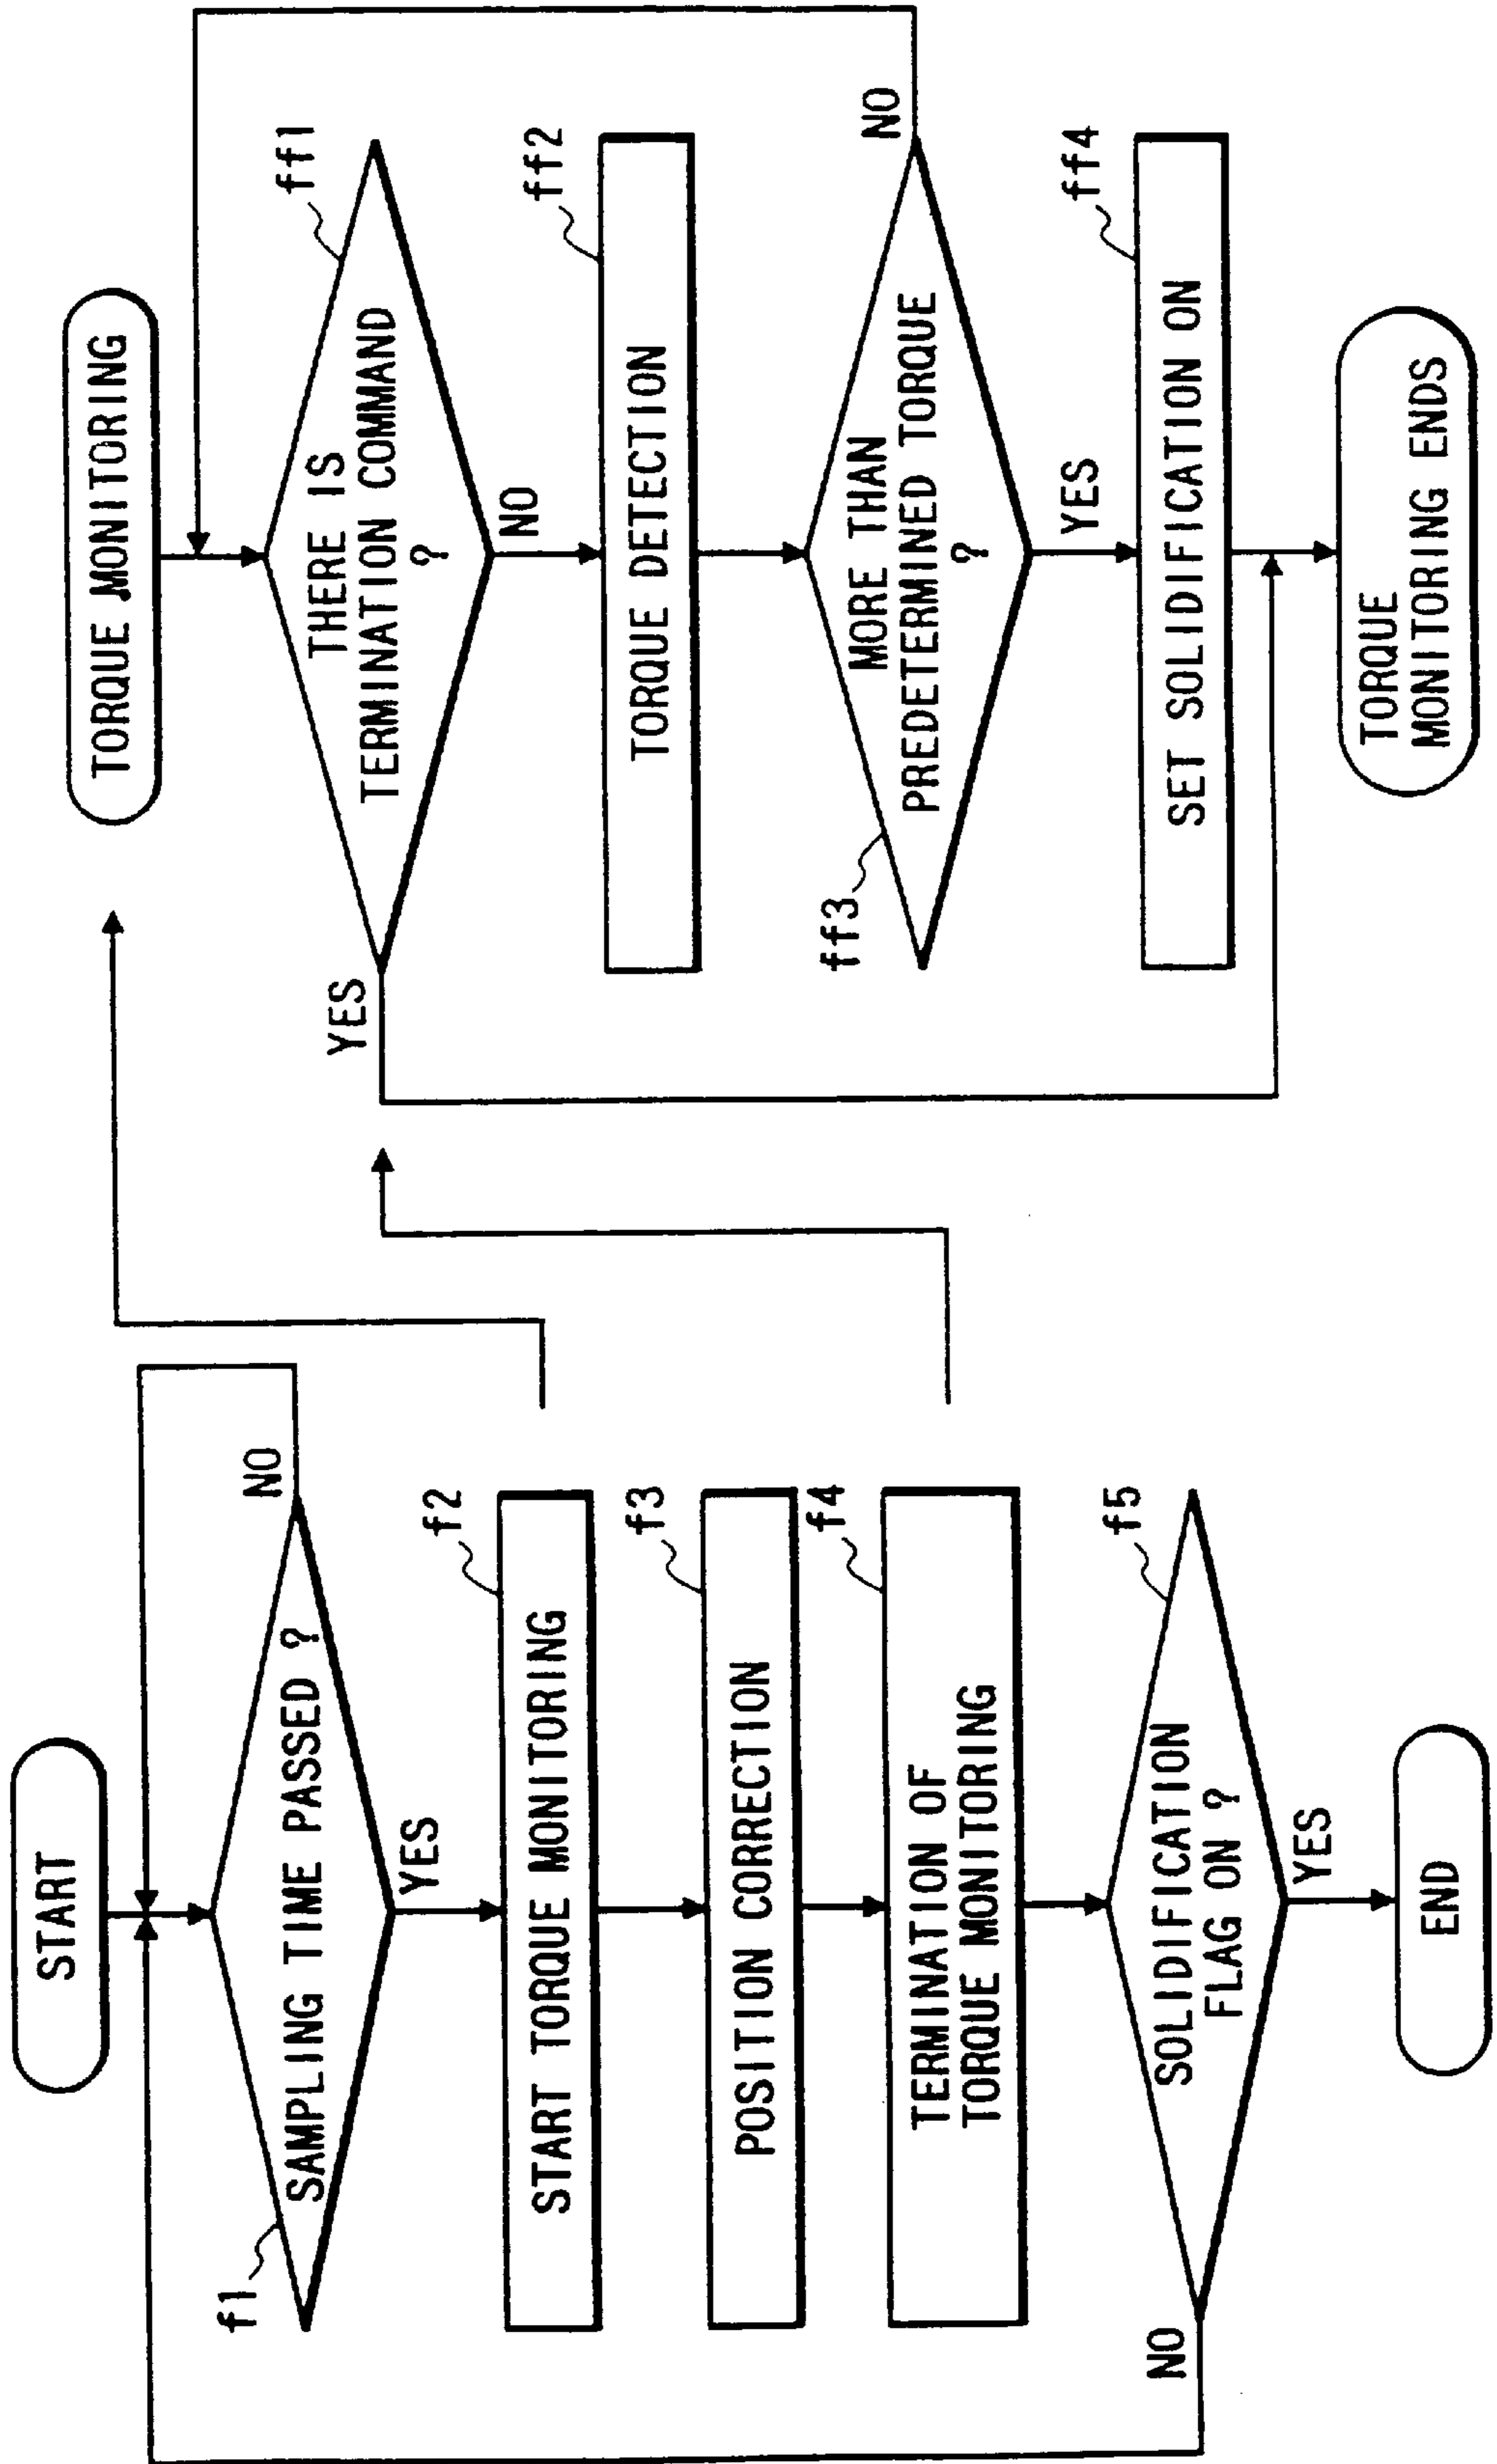 START
f1
SAMPLING TIME PASSED ?
NO
YES
f2
START TORQUE MONITORING
f3
POSITION CORRECTION
f4
TERMINATION OF
TORQUE MONITORING
f5
SOLIDIFICATION
FLAG ON ?
NO
YES
END
TORQUE MONITORING
ff1
THERE IS
TERMINATION COMMAND
?
YES
NO
ff2
TORQUE DETECTION
ff3
MORE THAN
PREDETERMINED TORQUE
?
NO
YES
ff4
SET SOLIDIFICATION ON
TORQUE
MONITORING ENDS